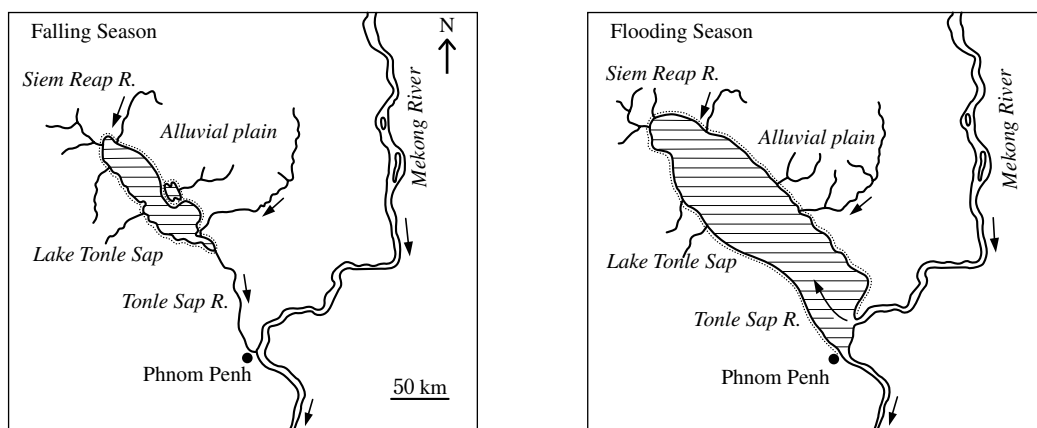 Falling Season
N
Siem Reap R.
Alluvial plain
Mekong River
Lake Tonle Sap
Tonle Sap R.
Phnom Penh
50 km
Flooding Season
Siem Reap R.
Alluvial plain
Mekong River
Lake Tonle Sap
Tonle Sap R.
Phnom Penh